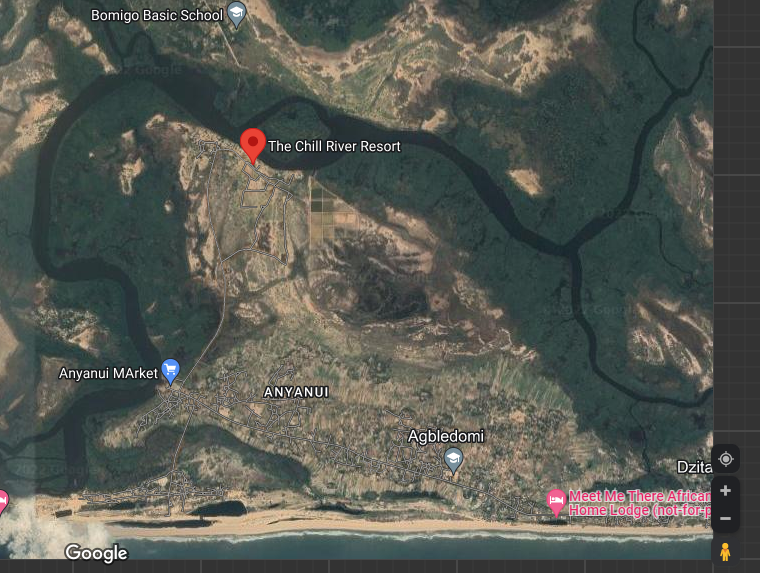 Bomigo Basic School
The Chill River Resort
Anyanui MArket
ANYANUI
Agbledomi
Dzita
Meet Me There African
Home Lodge (not-for-p
Google